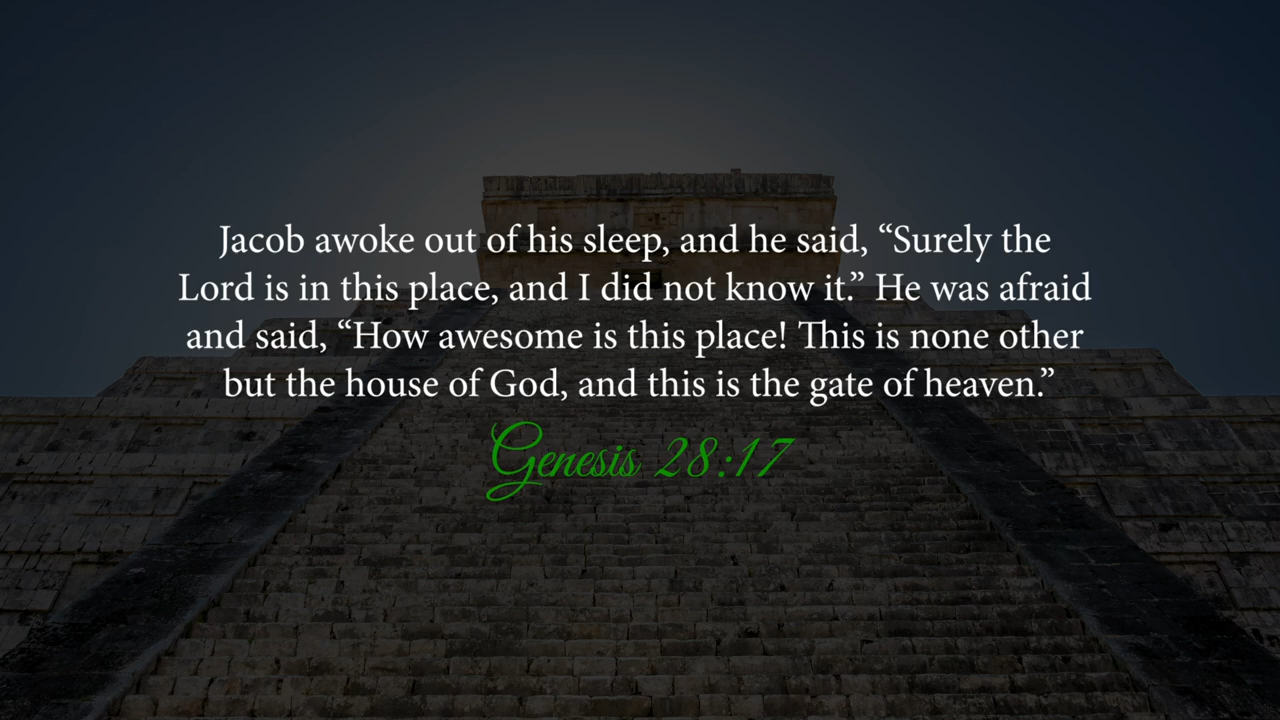 Jacob awoke out of his sleep, and he said, “Surely the
Lord is in this place, and I did not know it.” He was afraid
and said, “How awesome is this place! This is none other
but the house of God, and this is the gate of heaven.”
Genesis 28:17